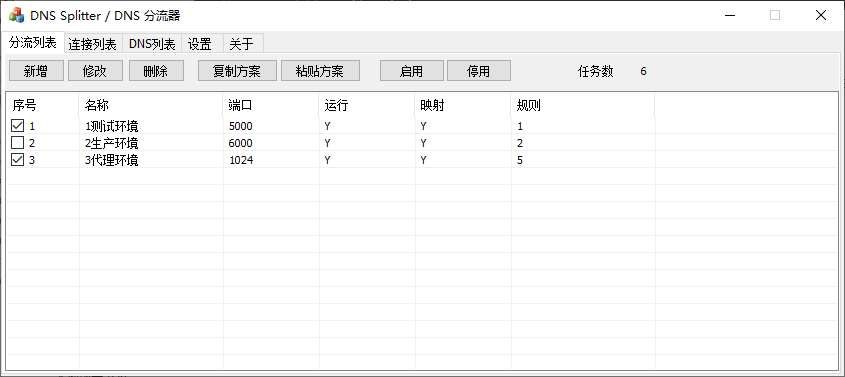 DNS Splitter / DNS 分流器
分流列表 连接列表 DNS列表 设置 关于
新增 修改 删除 复制方案 粘贴方案 启用 停用 任务数 6
序号 名称 端口 运行 映射 规则
1 1测试环境 5000 Y Y 1
2 2生产环境 6000 Y Y 2
3 3代理环境 1024 Y Y 5